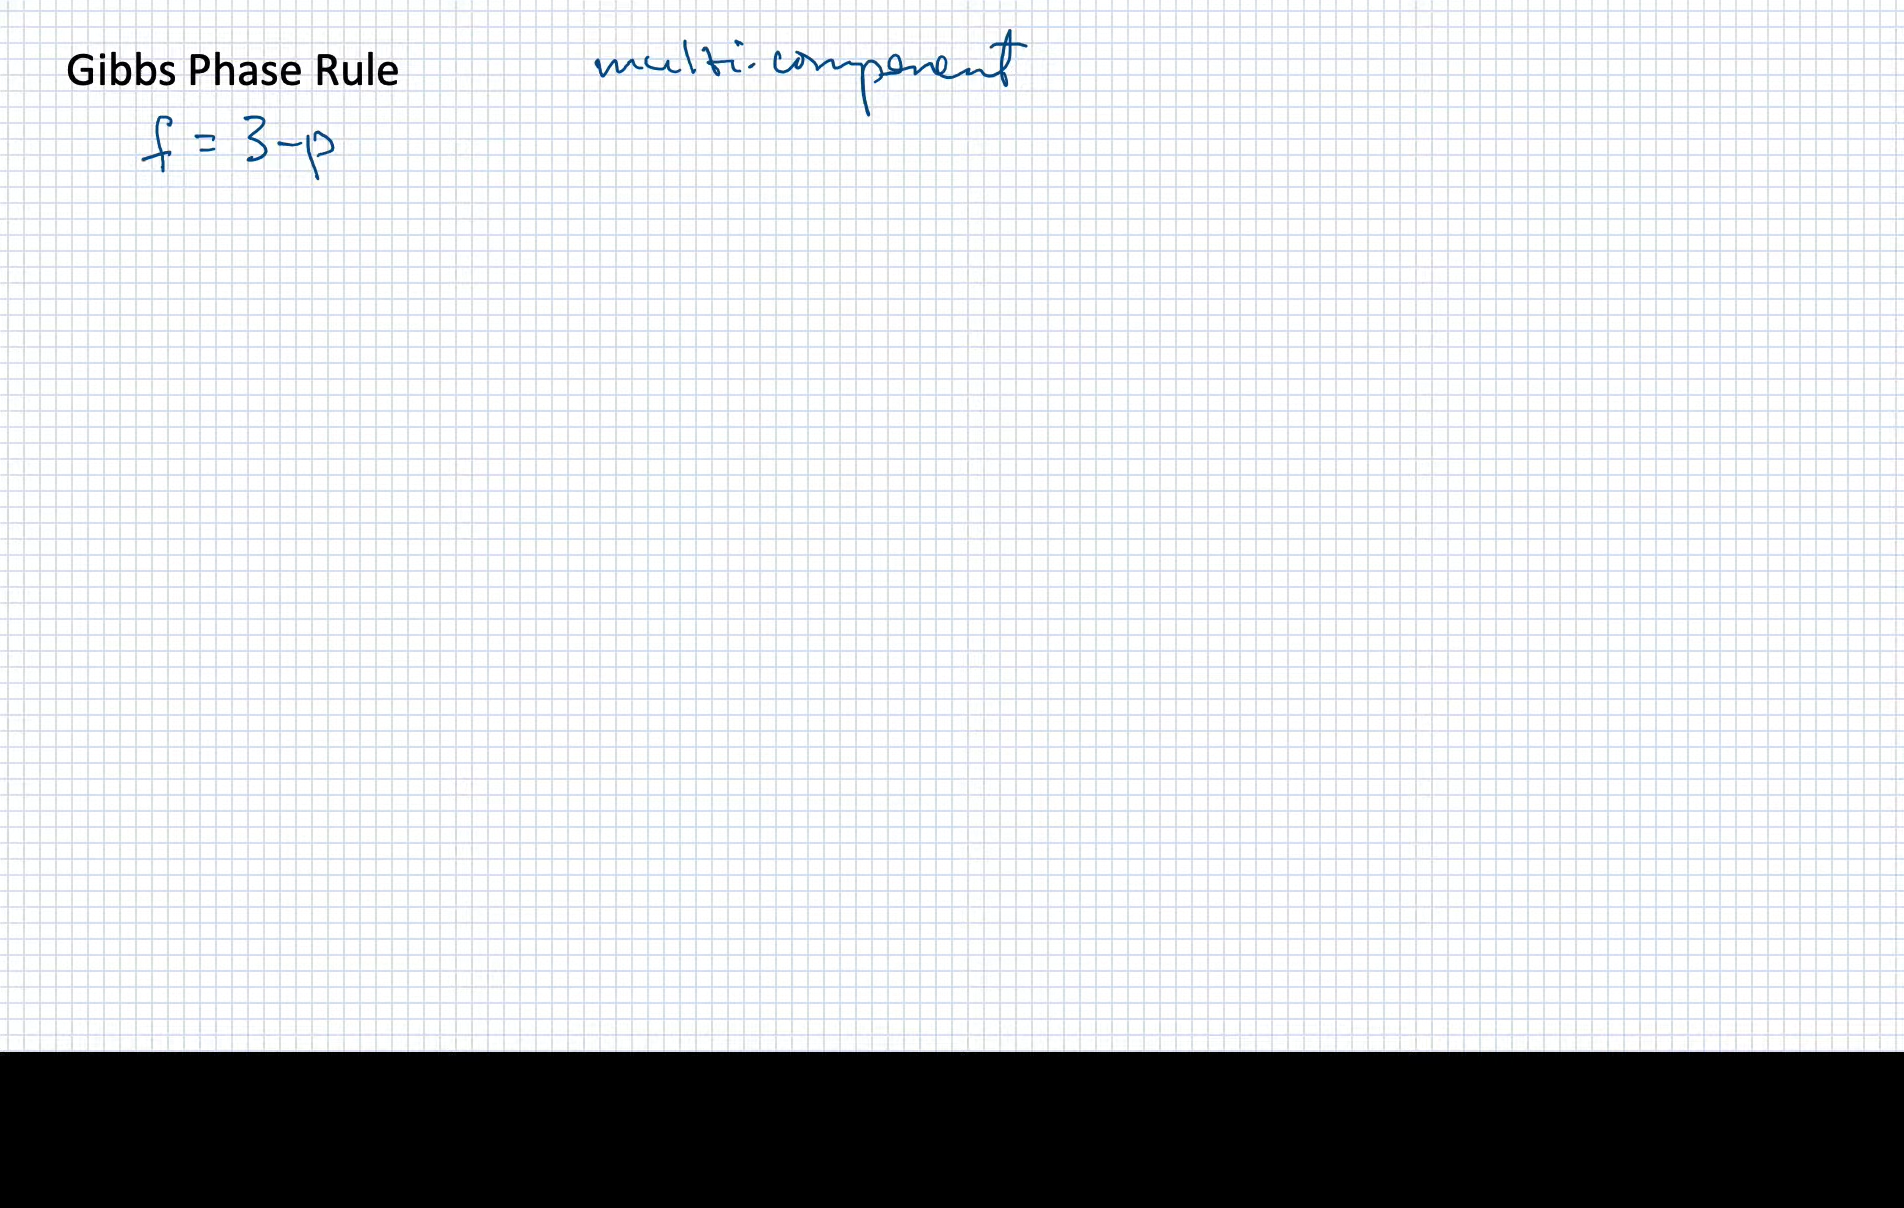 Gibbs Phase Rule multi-component
f = 3-p